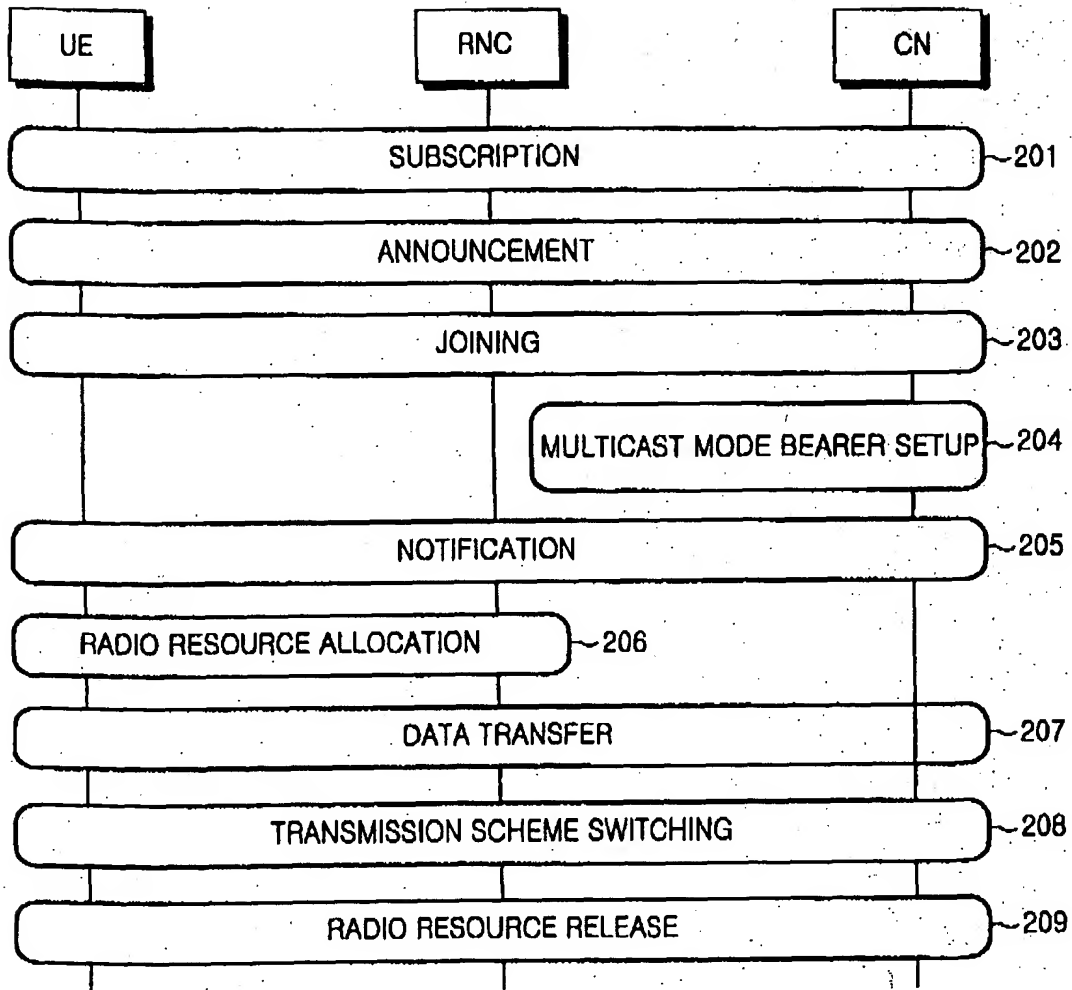 UE RNC CN
SUBSCRIPTION 201
ANNOUNCEMENT 202
JOINING 203
MULTICAST MODE BEARER SETUP 204
NOTIFICATION 205
RADIO RESOURCE ALLOCATION 206
DATA TRANSFER 207
TRANSMISSION SCHEME SWITCHING 208
RADIO RESOURCE RELEASE 209